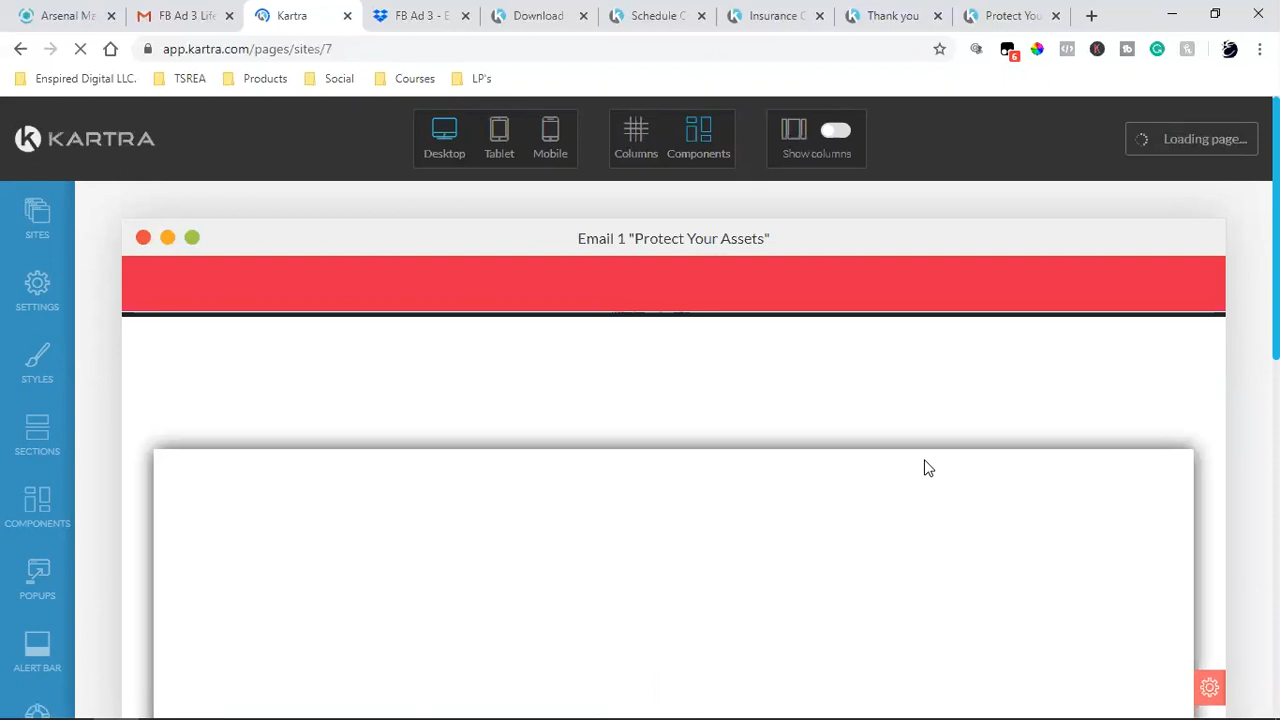 Arsenal Ma
FB Ad 3 Life
Kartra
FB Ad 3 - E
Download
Schedule C
Insurance C
Thank you
Protect You
app.kartra.com/pages/sites/7
6
Enspired Digital LLC.
TSREA
Products
Social
Courses
LP's
KARTRA
Desktop
Tablet
Mobile
Columns
Components
Show columns
Loading page...
SITES
SETTINGS
STYLES
SECTIONS
COMPONENTS
POPUPS
ALERT BAR
Email 1 "Protect Your Assets"